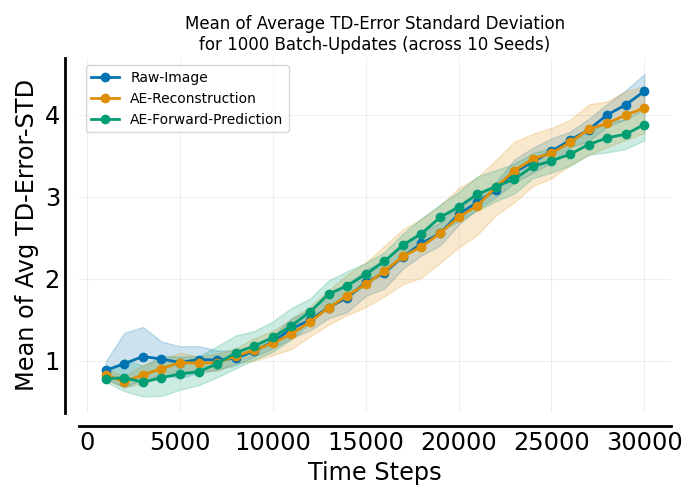 Mean of Average TD-Error Standard Deviation
for 1000 Batch-Updates (across 10 Seeds)
Raw-Image
AE-Reconstruction
AE-Forward-Prediction
Mean of Avg TD-Error-STD
4
3
2
1
0 5000 10000 15000 20000 25000 30000
Time Steps